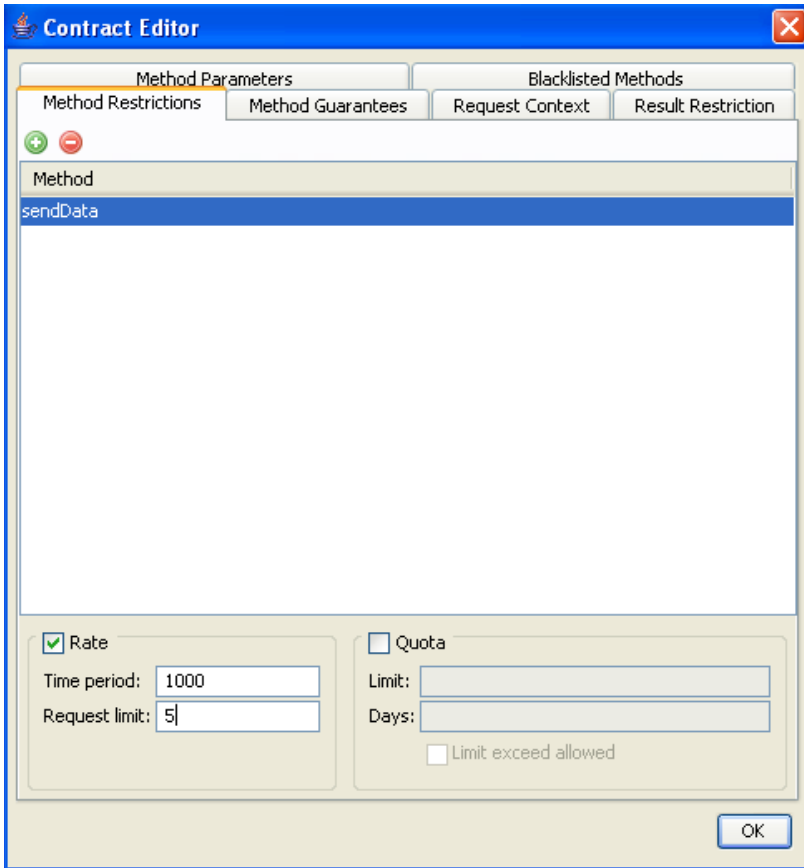 Contract Editor
Method Parameters Blacklisted Methods
Method Restrictions Method Guarantees Request Context Result Restriction
Method
sendData
Rate Quota
Time period: 1000 Limit:
Request limit: 5 Days:
Limit exceed allowed
OK